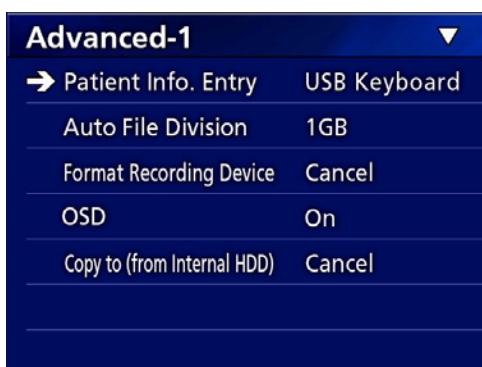 Advanced-1
Patient Info. Entry USB Keyboard
Auto File Division 1GB
Format Recording Device Cancel
OSD On
Copy to (from Internal HDD) Cancel